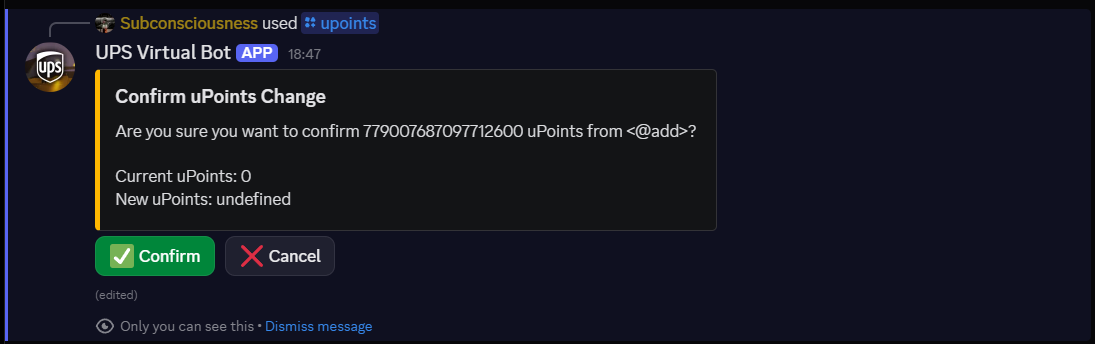 Subconsciousness used upoints
UPS Virtual Bot APP 18:47
ups
Confirm uPoints Change
Are you sure you want to confirm 779007687097712600 uPoints from <@add>?
Current uPoints: 0
New uPoints: undefined
Confirm Cancel
(edited)
Only you can see this • Dismiss message